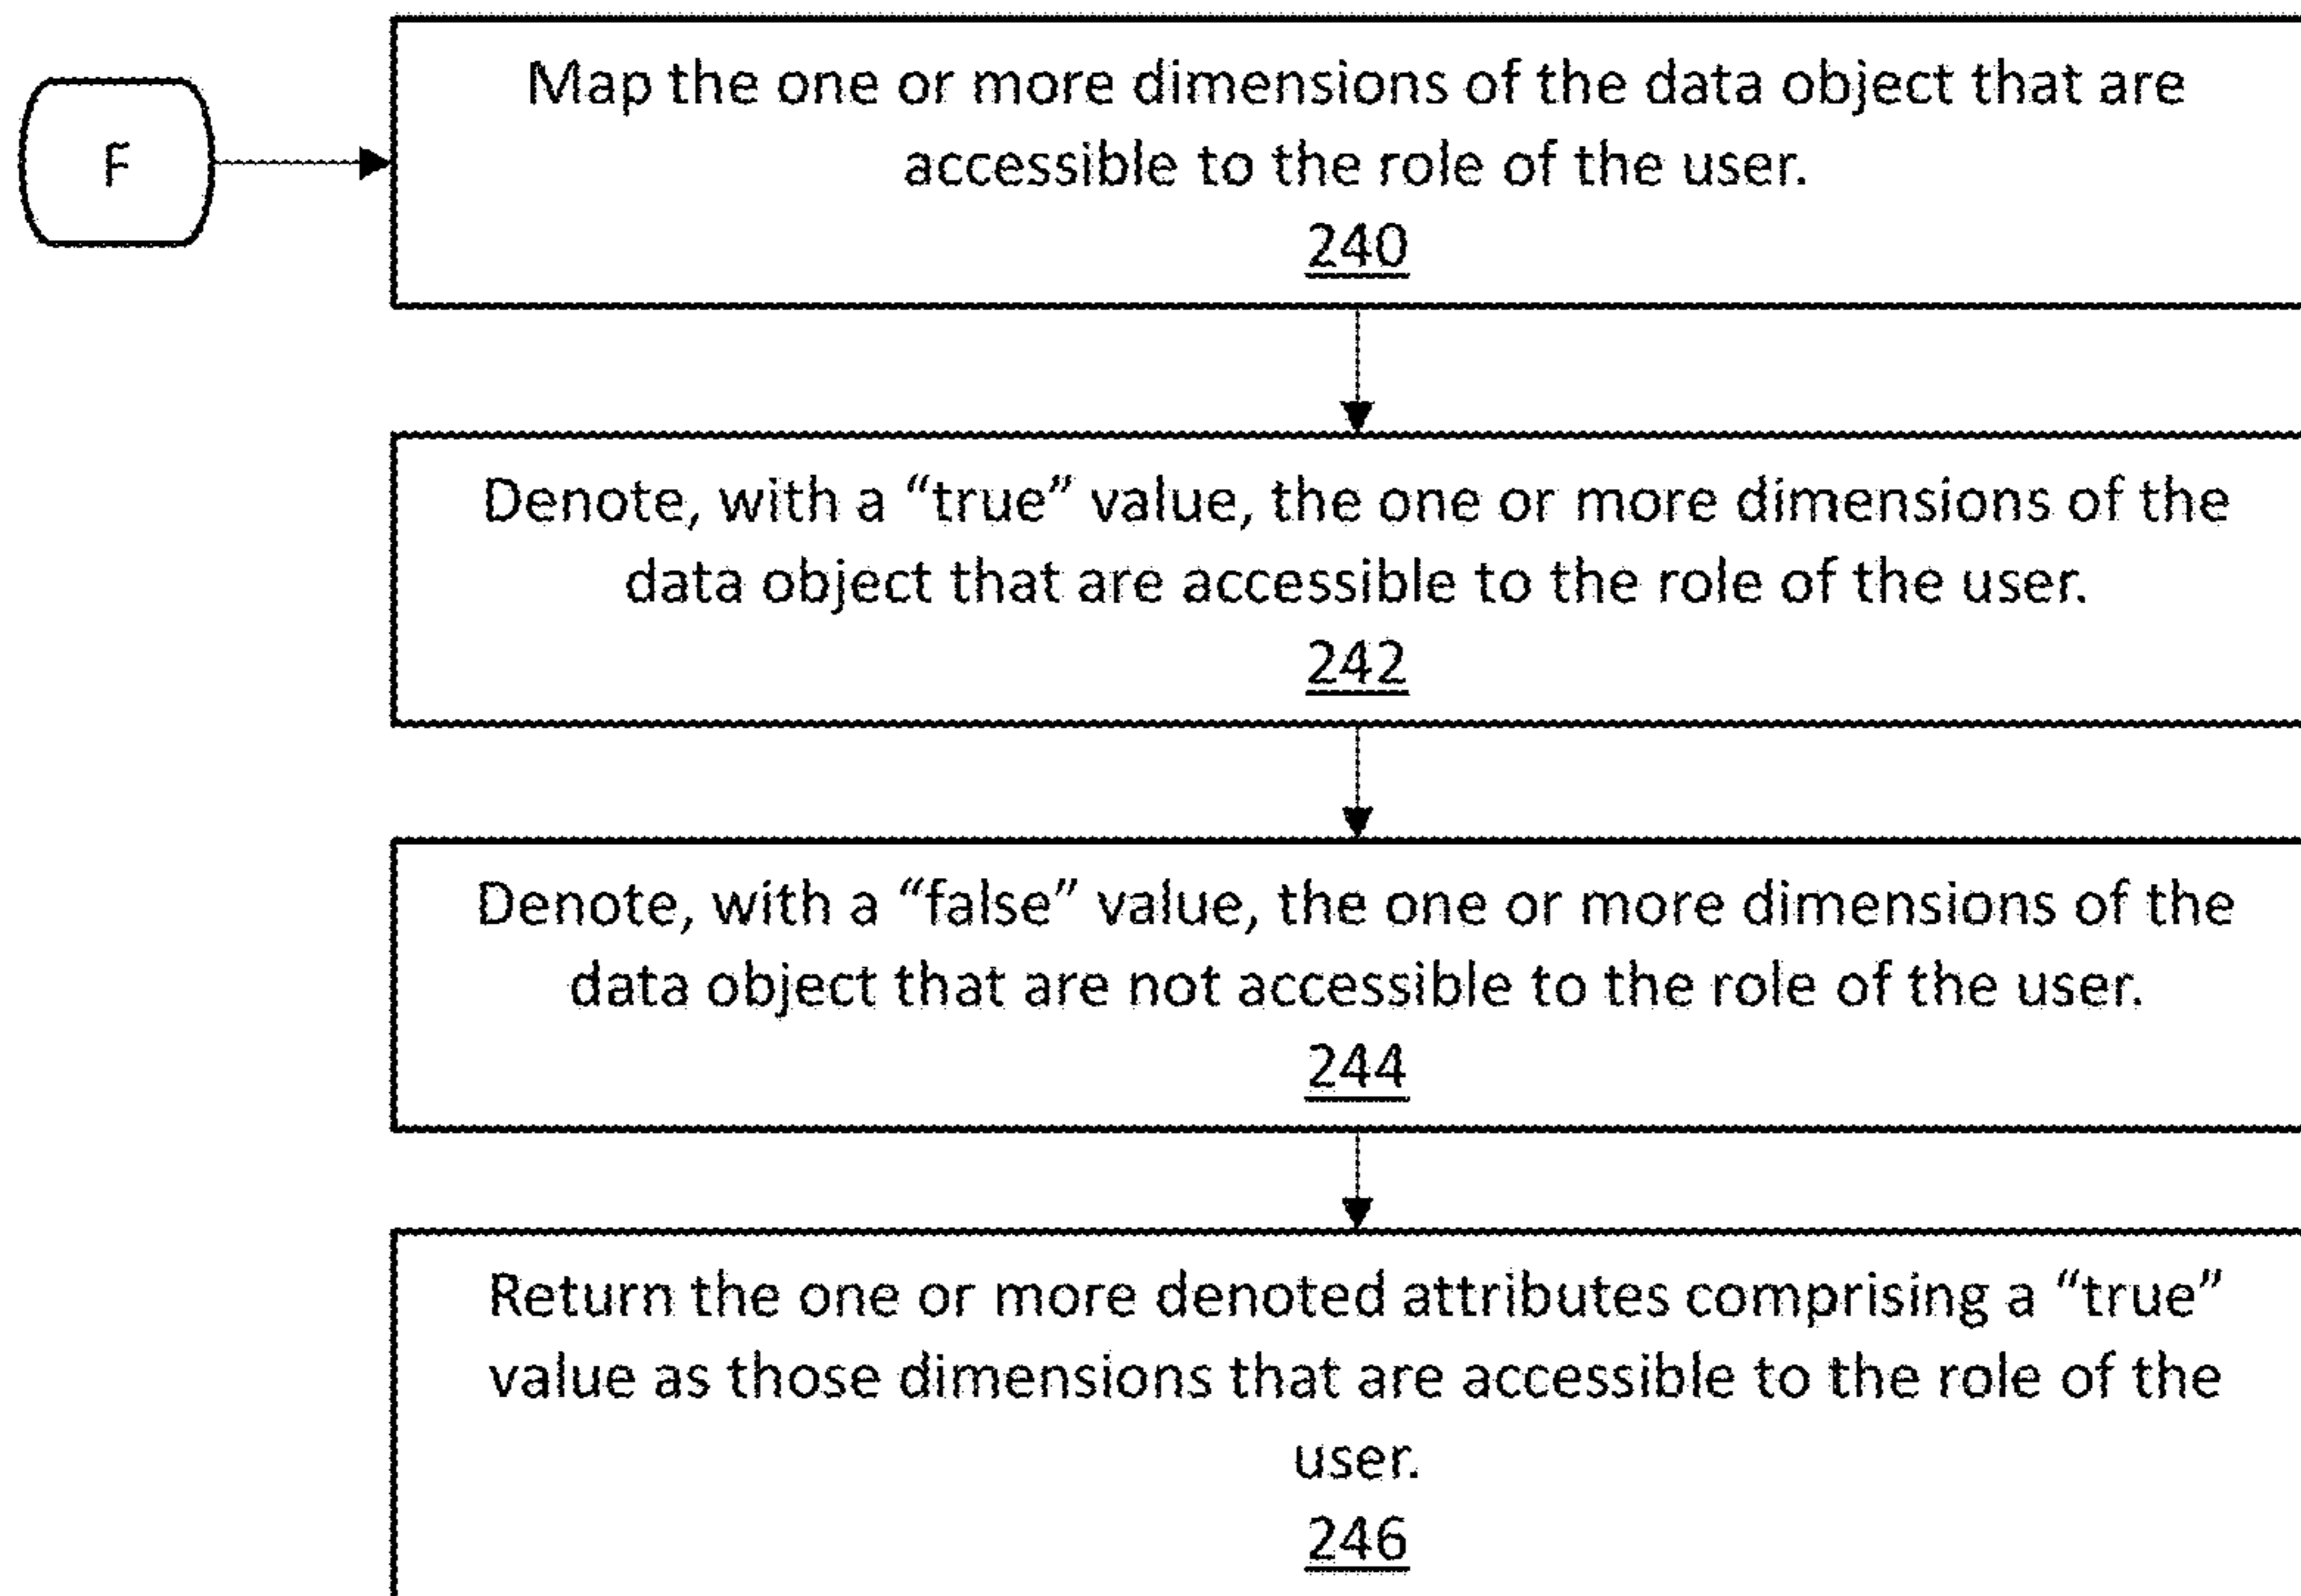 F
Map the one or more dimensions of the data object that are
accessible to the role of the user.
240
Denote, with a “true” value, the one or more dimensions of the
data object that are accessible to the role of the user.
242
Denote, with a “false” value, the one or more dimensions of the
data object that are not accessible to the role of the user.
244
Return the one or more denoted attributes comprising a “true”
value as those dimensions that are accessible to the role of the
user.
246